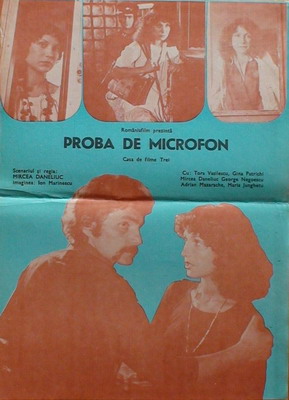 Româniafilm prezintă
PROBA DE MICROFON
Casa de filme Trei
Scenariul și regia:
MIRCEA DANELIUC
Imaginea: Ion Marinescu
Cu: Tora Vasilescu, Gina Patrichi
Mircea Daneliuc George Negoescu
Adrian Mazarache, Maria Junghetu